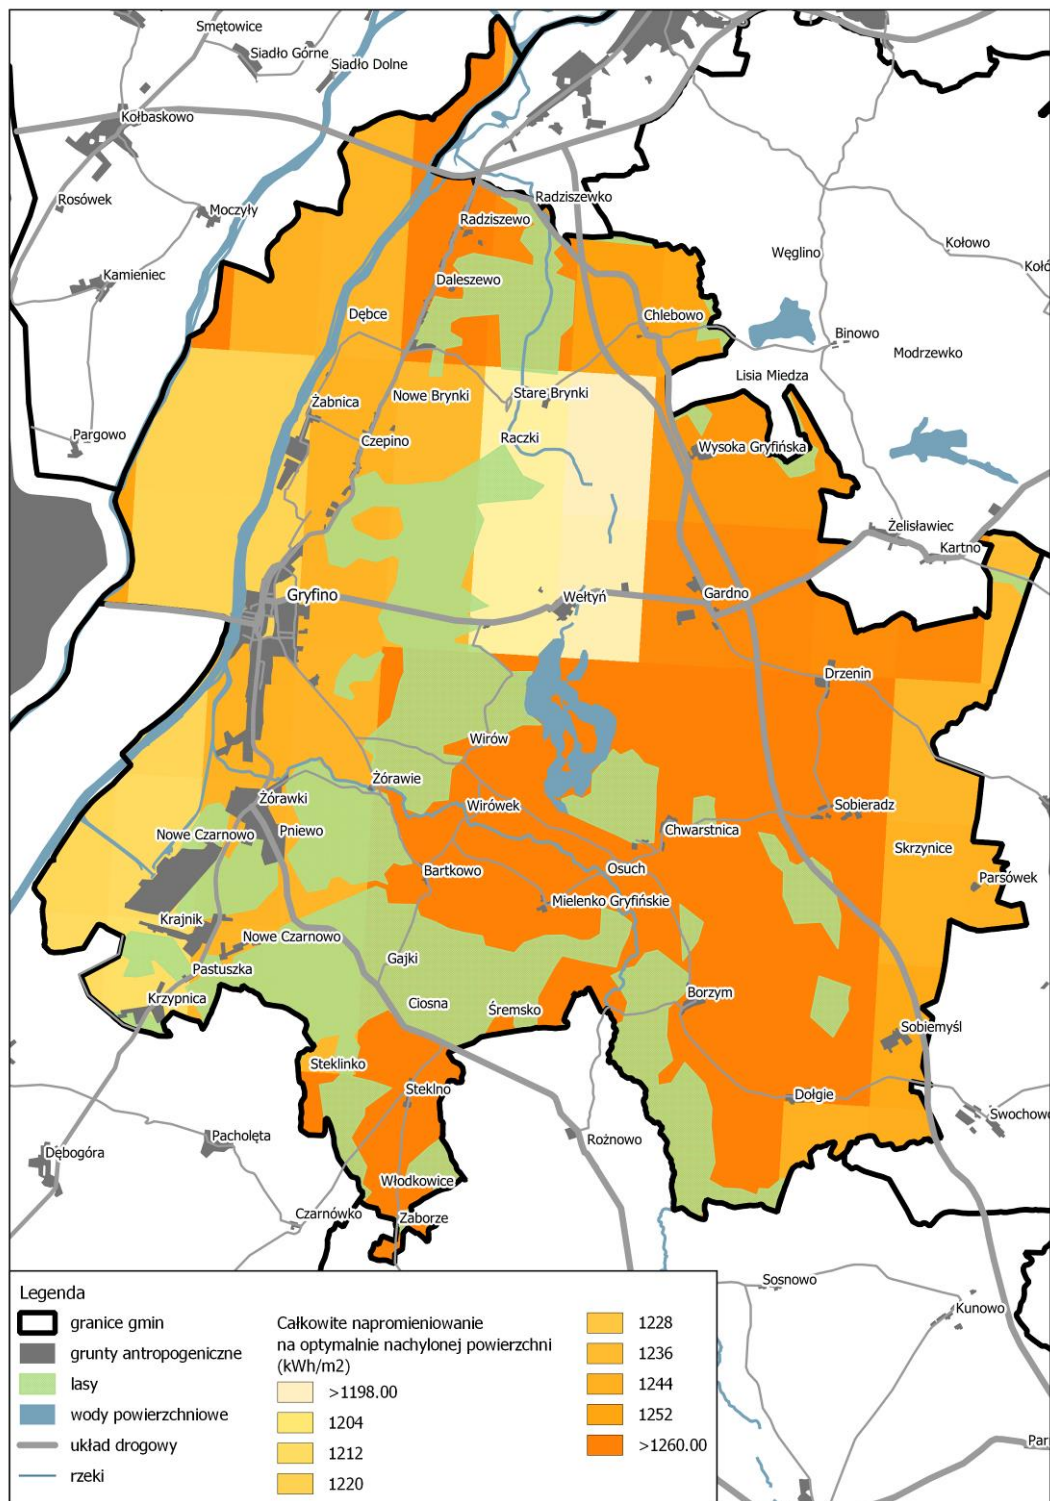 Smętowice
Siadło Górne
Siadło Dolne
Kołbaskowo
Rosówek
Moczyły
Kamieniec
Pargowo
Radziszewko
Radziszewo
Daleszewo
Dębce
Chlebowo
Węglino
Kołowo
Binowo
Modrzewko
Lisia Miedza
Żabnica
Nowe Brynki
Stare Brynki
Czepino
Raczki
Wysoka Gryfińska
Żelisławiec
Kartno
Gryfino
Wełtyń
Gardno
Drzenin
Wirów
Żórawie
Żórawki
Wirówek
Sobieradz
Nowe Czarnowo
Pniewo
Chwarstnica
Skrzynice
Bartkowo
Osuch
Parsówek
Mielenko Gryfińskie
Krajnik
Nowe Czarnowo
Gajki
Pastuszka
Krzypnica
Ciosna
Śremsko
Borzym
Sobiemyśl
Steklinko
Steklno
Dołgie
Swochowo
Pacholęta
Rożnowo
Dębogóra
Włodkowice
Czarnówko
Zaborze
Sosnowo
Kunowo
Legenda
granice gmin
grunty antropogeniczne
lasy
wody powierzchniowe
układ drogowy
rzeki
Całkowite napromieniowanie
na optymalnie nachylonej powierzchni
(kWh/m2)
>1198.00
1204
1212
1220
1228
1236
1244
1252
>1260.00